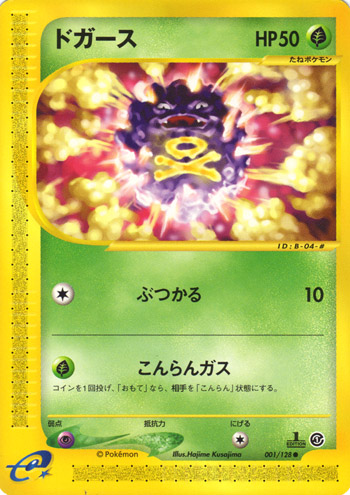 ドガース HP50
たねポケモン
ID:B-04-#
ぶつかる 10
こんらんガス
コインを1回投げ、「おもて」なら、相手を「こんらん」状態にする。
弱点 抵抗力 にげる
© Pokémon Illus.Hajime Kusajima 001/128 ● 1 EDITION
e